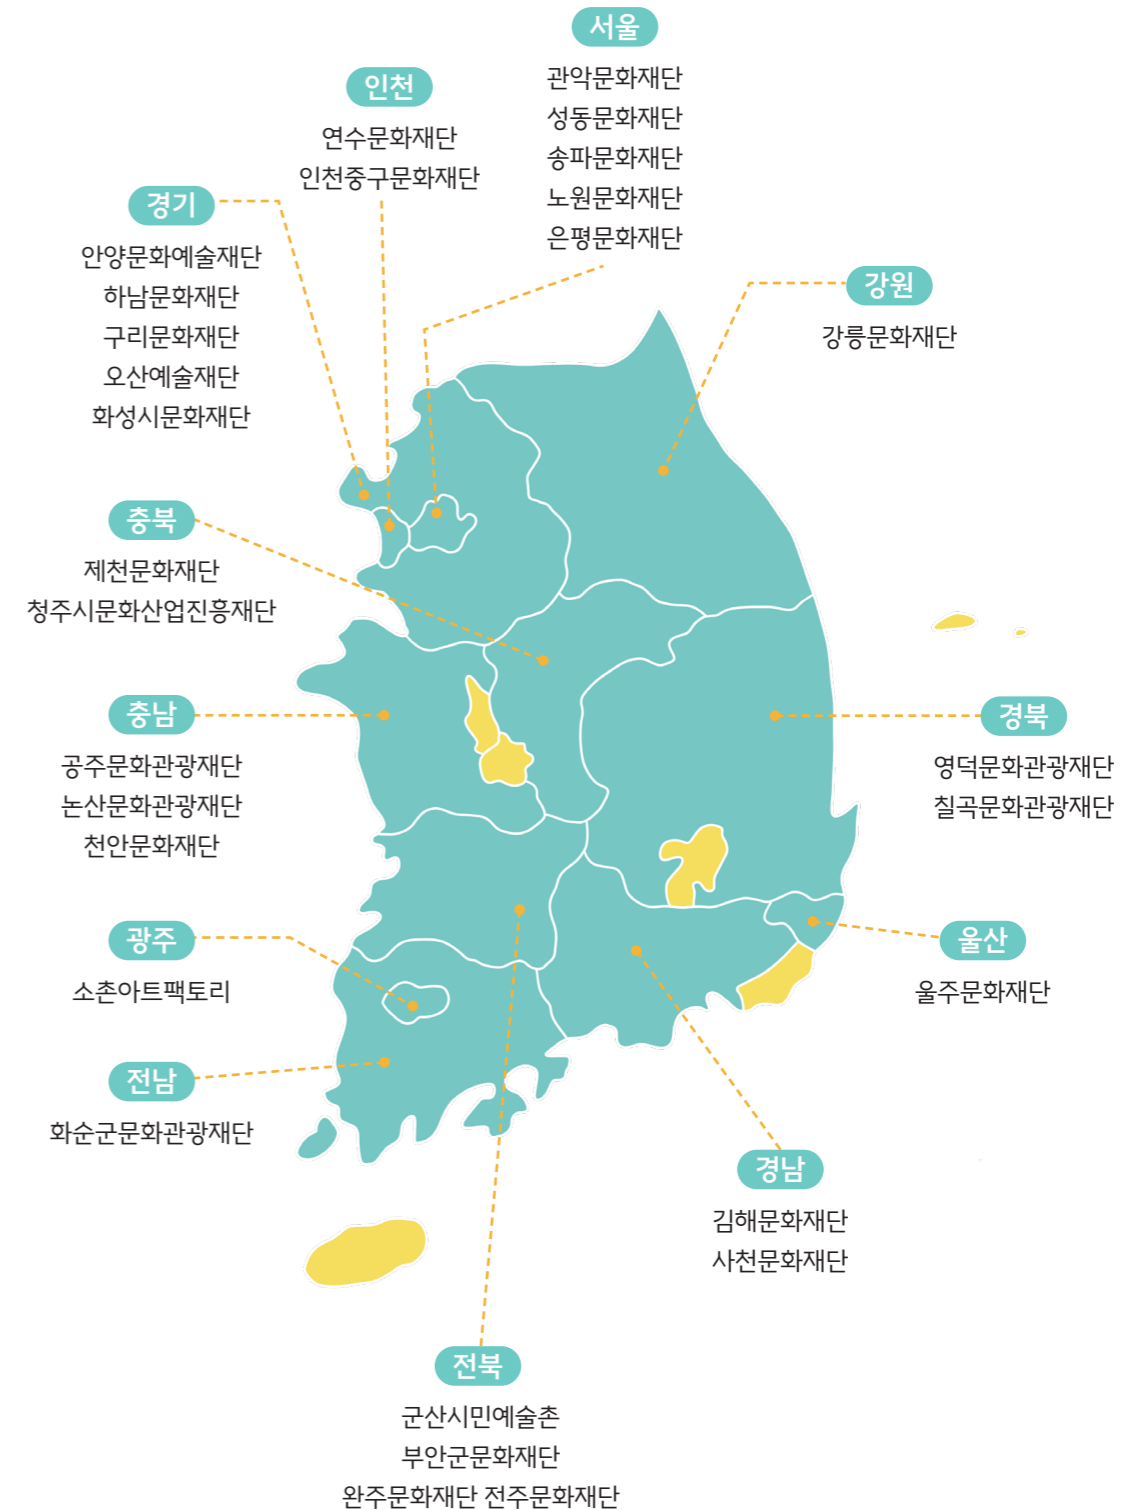 서울
관악문화재단
성동문화재단
송파문화재단
노원문화재단
은평문화재단
인천
연수문화재단
인천중구문화재단
경기
안양문화예술재단
하남문화재단
구리문화재단
오산예술재단
화성시문화재단
강원
강릉문화재단
충북
제천문화재단
청주시문화산업진흥재단
충남
공주문화관광재단
논산문화관광재단
천안문화재단
경북
영덕문화관광재단
칠곡문화관광재단
광주
소촌아트팩토리
울산
울주문화재단
전남
화순군문화관광재단
경남
김해문화재단
사천문화재단
전북
군산시민예술촌
부안군문화재단
완주문화재단 전주문화재단